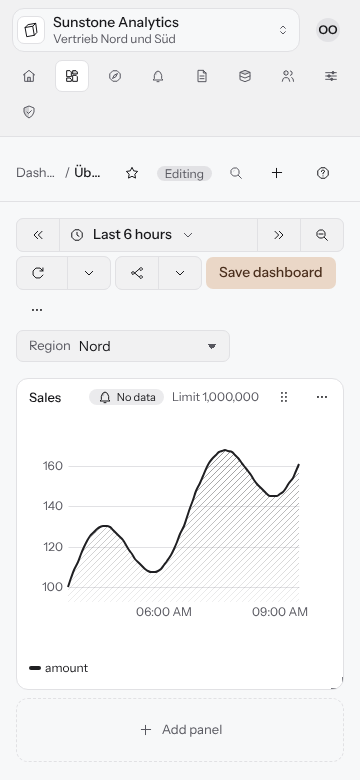 Sunstone Analytics
Vertrieb Nord und Süd
OO
Dash… / Üb… Editing
Last 6 hours
Save dashboard
Region Nord
Sales No data Limit 1,000,000
160
140
120
100
06:00 AM 09:00 AM
amount
Add panel